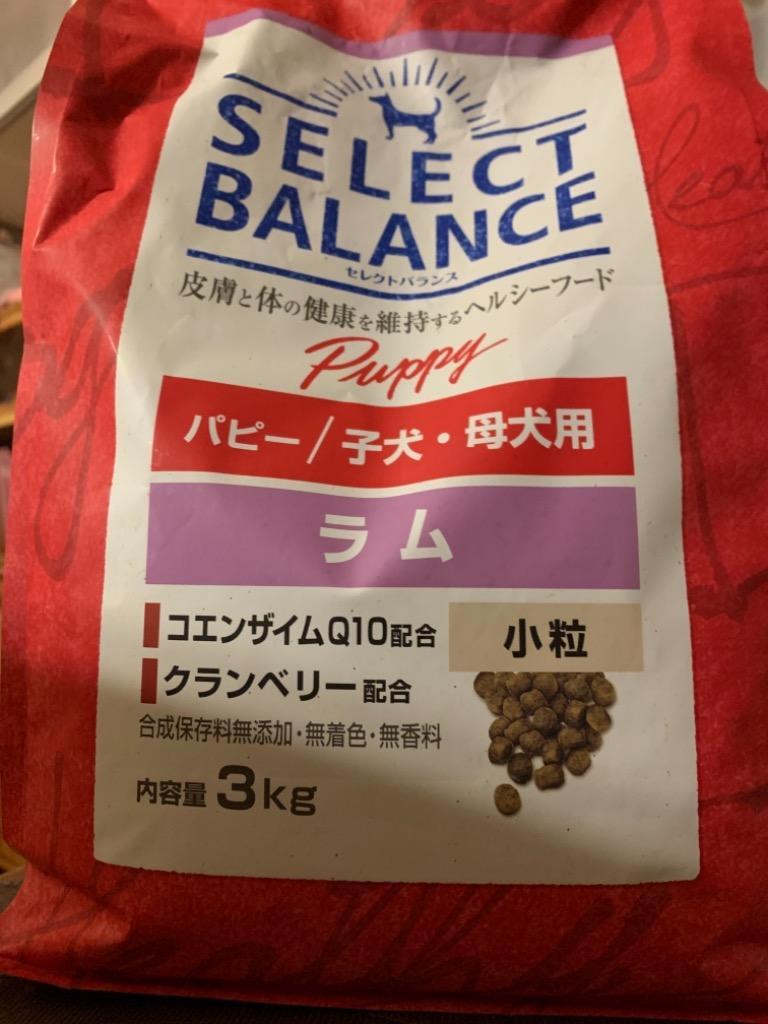 SELECT
BALANCE
セレクトバランス
皮膚と体の健康を維持するヘルシーフード
Puppy
パピー/子犬・母犬用
ラム
コエンザイムQ10配合
小粒
クランベリー配合
合成保存料無添加・無着色・無香料
内容量 3kg